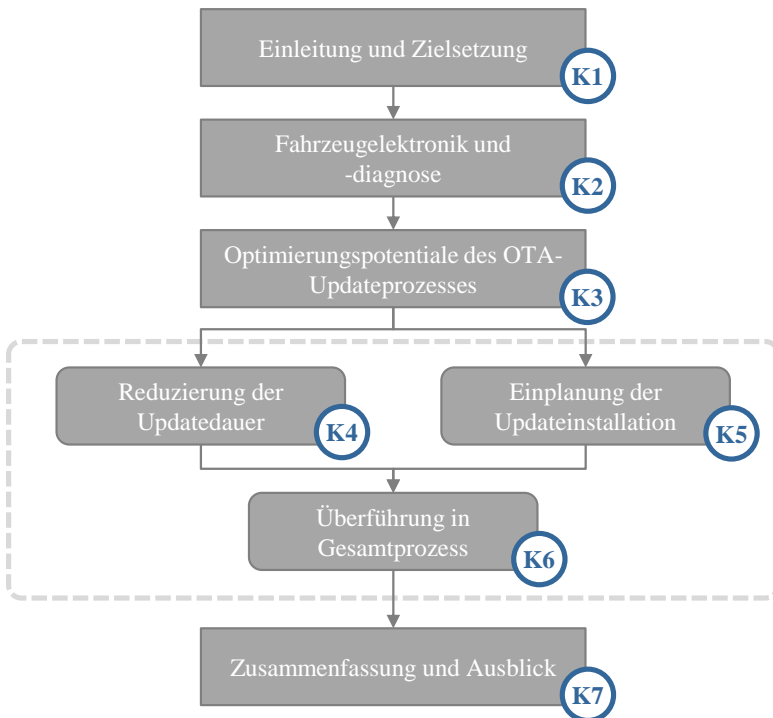 Einleitung und Zielsetzung
K1
Fahrzeugelektronik und
-diagnose
K2
Optimierungspotentiale des OTA-
Updateprozesses
K3
Reduzierung der
Updatedauer
K4
Einplanung der
Updateinstallation
K5
Überführung in
Gesamtprozess
K6
Zusammenfassung und Ausblick
K7